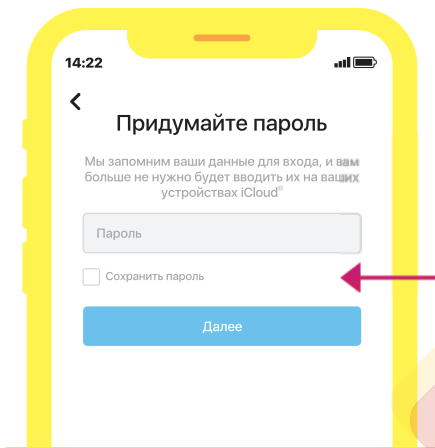 14:22
Придумайте пароль
Мы запомним ваши данные для входа, и вам
больше не нужно будет вводить их на ваших
устройствах iCloud®
Пароль
Сохранить пароль
Далее